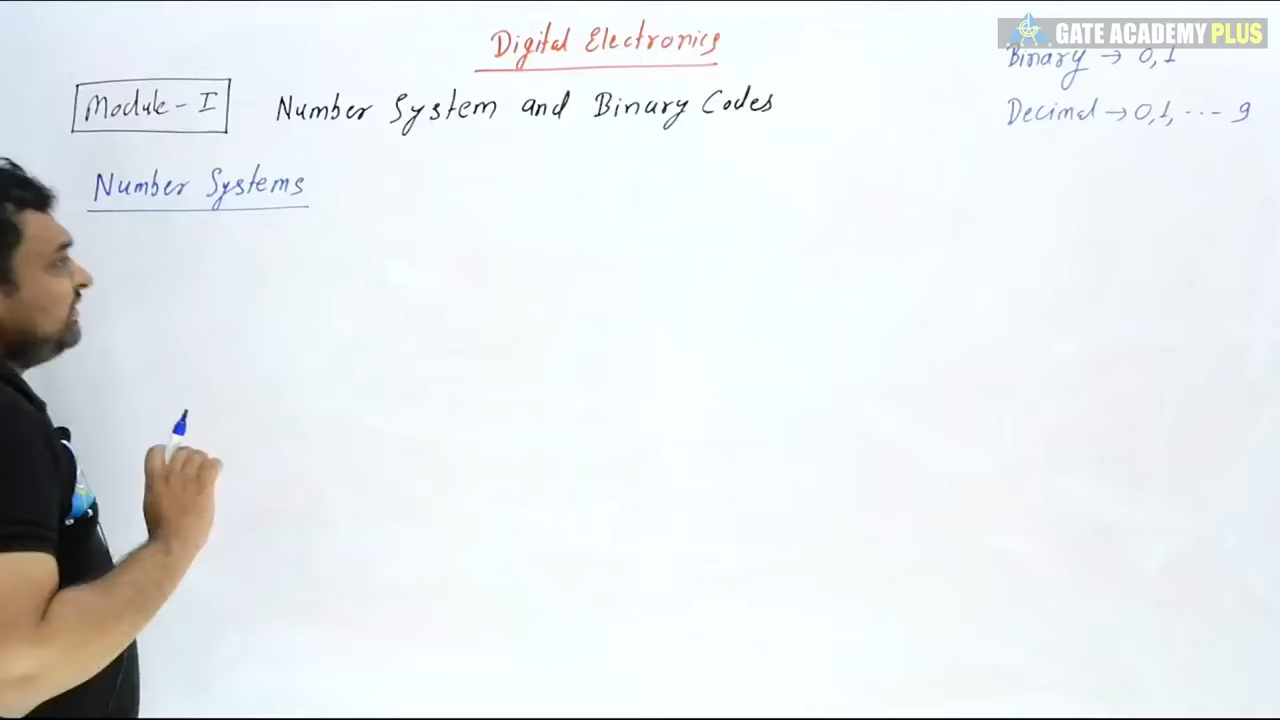 Digital Electronics
GATE ACADEMY PLUS
Binary → 0,1
Module - I Number System and Binary Codes
Decimal → 0,1, ---- 9
Number Systems